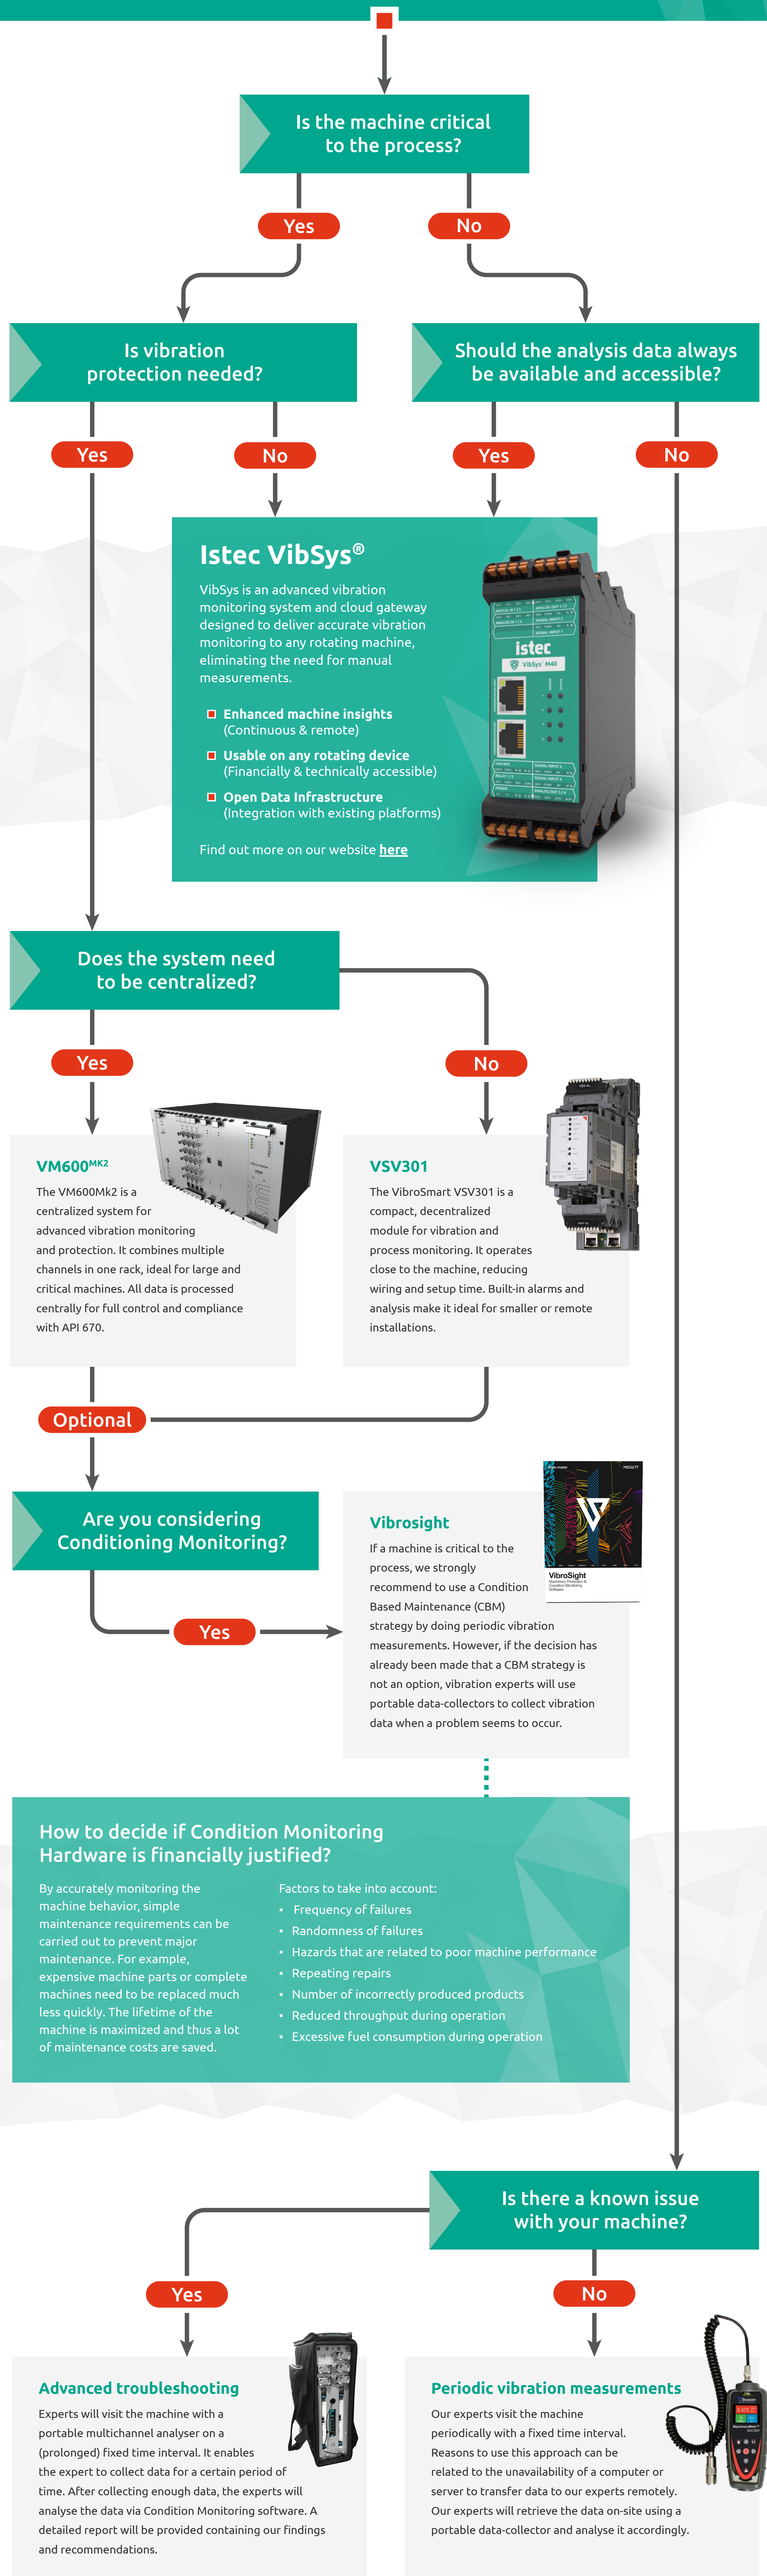 Is the machine critical
to the process?
Yes
No
Is vibration
protection needed?
Should the analysis data always
be available and accessible?
Yes
No
Yes
No
Istec VibSys®
VibSys is an advanced vibration
monitoring system and cloud gateway
designed to deliver accurate vibration
monitoring to any rotating machine,
eliminating the need for manual
measurements.
Enhanced machine insights
(Continuous & remote)
Usable on any rotating device
(Financially & technically accessible)
Open Data Infrastructure
(Integration with existing platforms)
Find out more on our website here
istec
VibSys M40
Does the system need
to be centralized?
Yes
No
VM600MK2
The VM600Mk2 is a
centralized system for
advanced vibration monitoring
and protection. It combines multiple
channels in one rack, ideal for large and
critical machines. All data is processed
centrally for full control and compliance
with API 670.
VSV301
The VibroSmart VSV301 is a
compact, decentralized
module for vibration and
process monitoring. It operates
close to the machine, reducing
wiring and setup time. Built-in alarms and
analysis make it ideal for smaller or remote
installations.
Optional
Are you considering
Conditioning Monitoring?
Yes
Vibrosight
If a machine is critical to the
process, we strongly
recommend to use a Condition
Based Maintenance (CBM)
strategy by doing periodic vibration
measurements. However, if the decision has
already been made that a CBM strategy is
not an option, vibration experts will use
portable data-collectors to collect vibration
data when a problem seems to occur.
MEGGITT
VibroSight
Machinery Protection &
Condition Monitoring
Software
How to decide if Condition Monitoring
Hardware is financially justified?
By accurately monitoring the
machine behavior, simple
maintenance requirements can be
carried out to prevent major
maintenance. For example,
expensive machine parts or complete
machines need to be replaced much
less quickly. The lifetime of the
machine is maximized and thus a lot
of maintenance costs are saved.
Factors to take into account:
• Frequency of failures
• Randomness of failures
• Hazards that are related to poor machine performance
• Repeating repairs
• Number of incorrectly produced products
• Reduced throughput during operation
• Excessive fuel consumption during operation
Is there a known issue
with your machine?
Yes
No
Advanced troubleshooting
Experts will visit the machine with a
portable multichannel analyser on a
(prolonged) fixed time interval. It enables
the expert to collect data for a certain period of
time. After collecting enough data, the experts will
analyse the data via Condition Monitoring software. A
detailed report will be provided containing our findings
and recommendations.
Periodic vibration measurements
Our experts visit the machine
periodically with a fixed time interval.
Reasons to use this approach can be
related to the unavailability of a computer or
server to transfer data to our experts remotely.
Our experts will retrieve the data on-site using a
portable data-collector and analyse it accordingly.